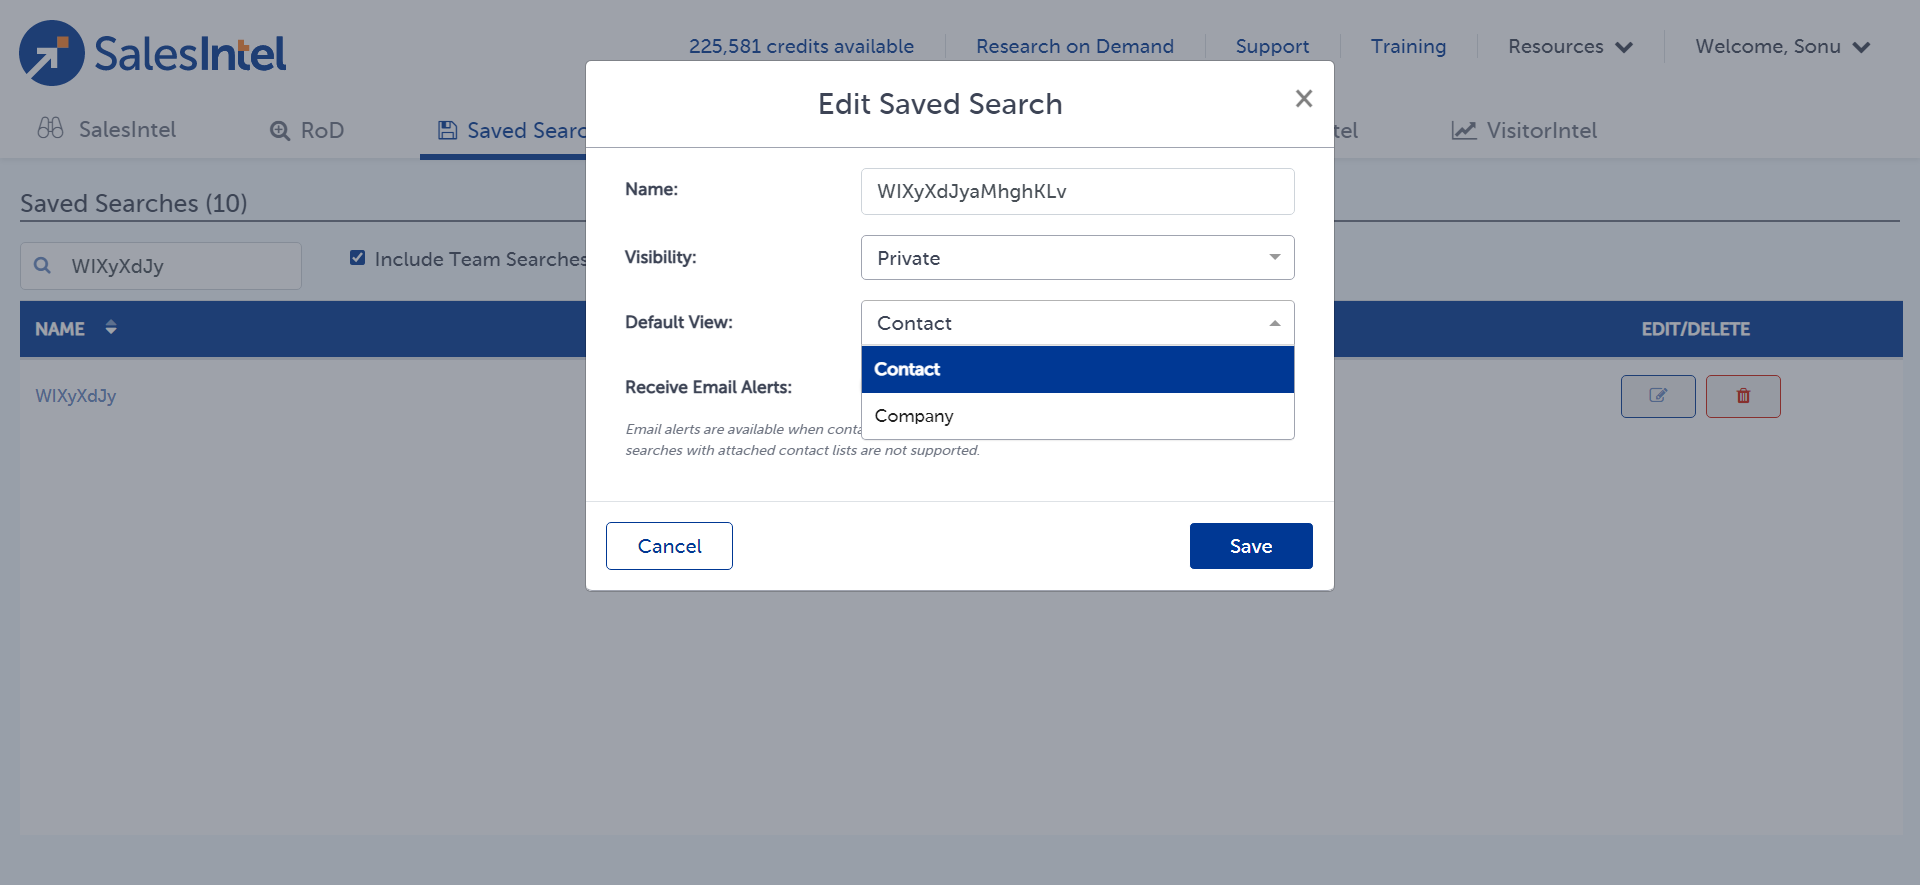 SalesIntel
225,581 credits available
Research on Demand
Support
Training
Resources
Welcome, Sonu
SalesIntel
RoD
Saved Searc
tel
VisitorIntel
Edit Saved Search
Saved Searches (10)
WIXyXdJy
Include Team Searches
Name:
WIXyXdJyaMhghKLv
Visibility:
Private
Default View:
Contact
Contact
Company
Receive Email Alerts:
Email alerts are available when conta
searches with attached contact lists are not supported.
NAME
EDIT/DELETE
WIXyXdJy
Cancel
Save